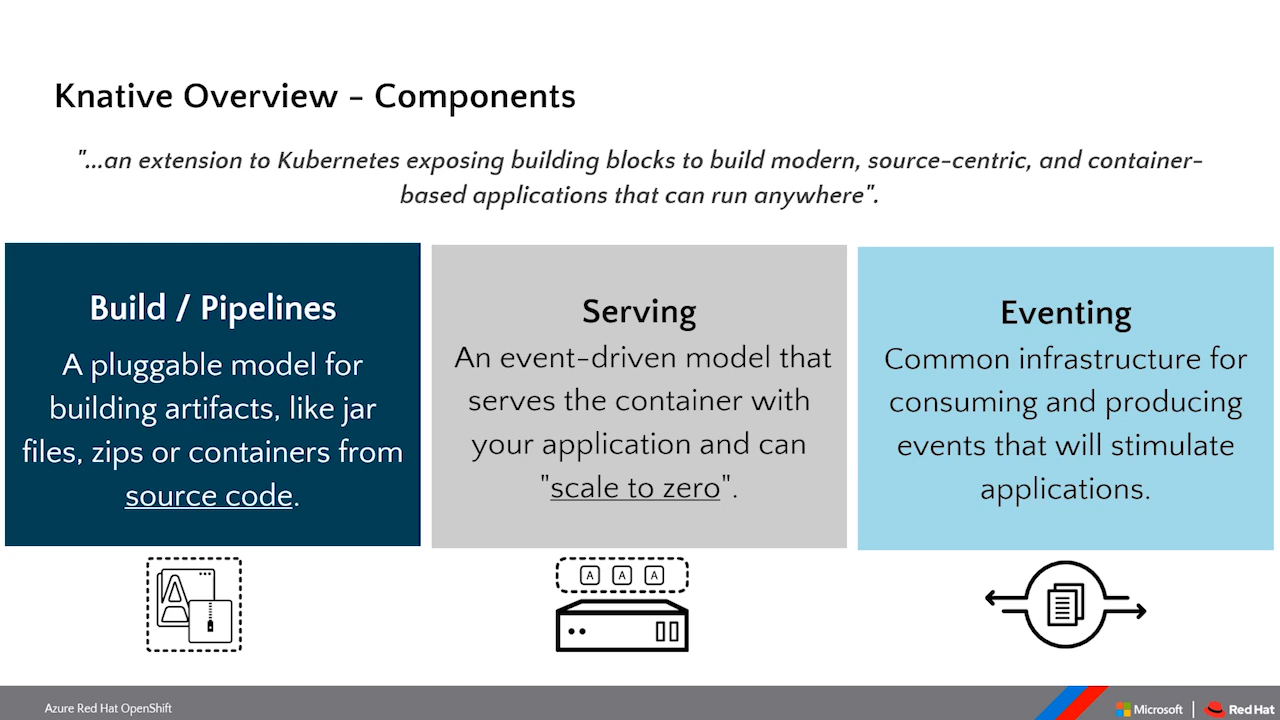 Knative Overview - Components
"...an extension to Kubernetes exposing building blocks to build modern, source-centric, and container-
based applications that can run anywhere".
Build / Pipelines
A pluggable model for
building artifacts, like jar
files, zips or containers from
source code.
Serving
An event-driven model that
serves the container with
your application and can
"scale to zero".
Eventing
Common infrastructure for
consuming and producing
events that will stimulate
applications.
A A A
Azure Red Hat OpenShift
Microsoft | Red Hat